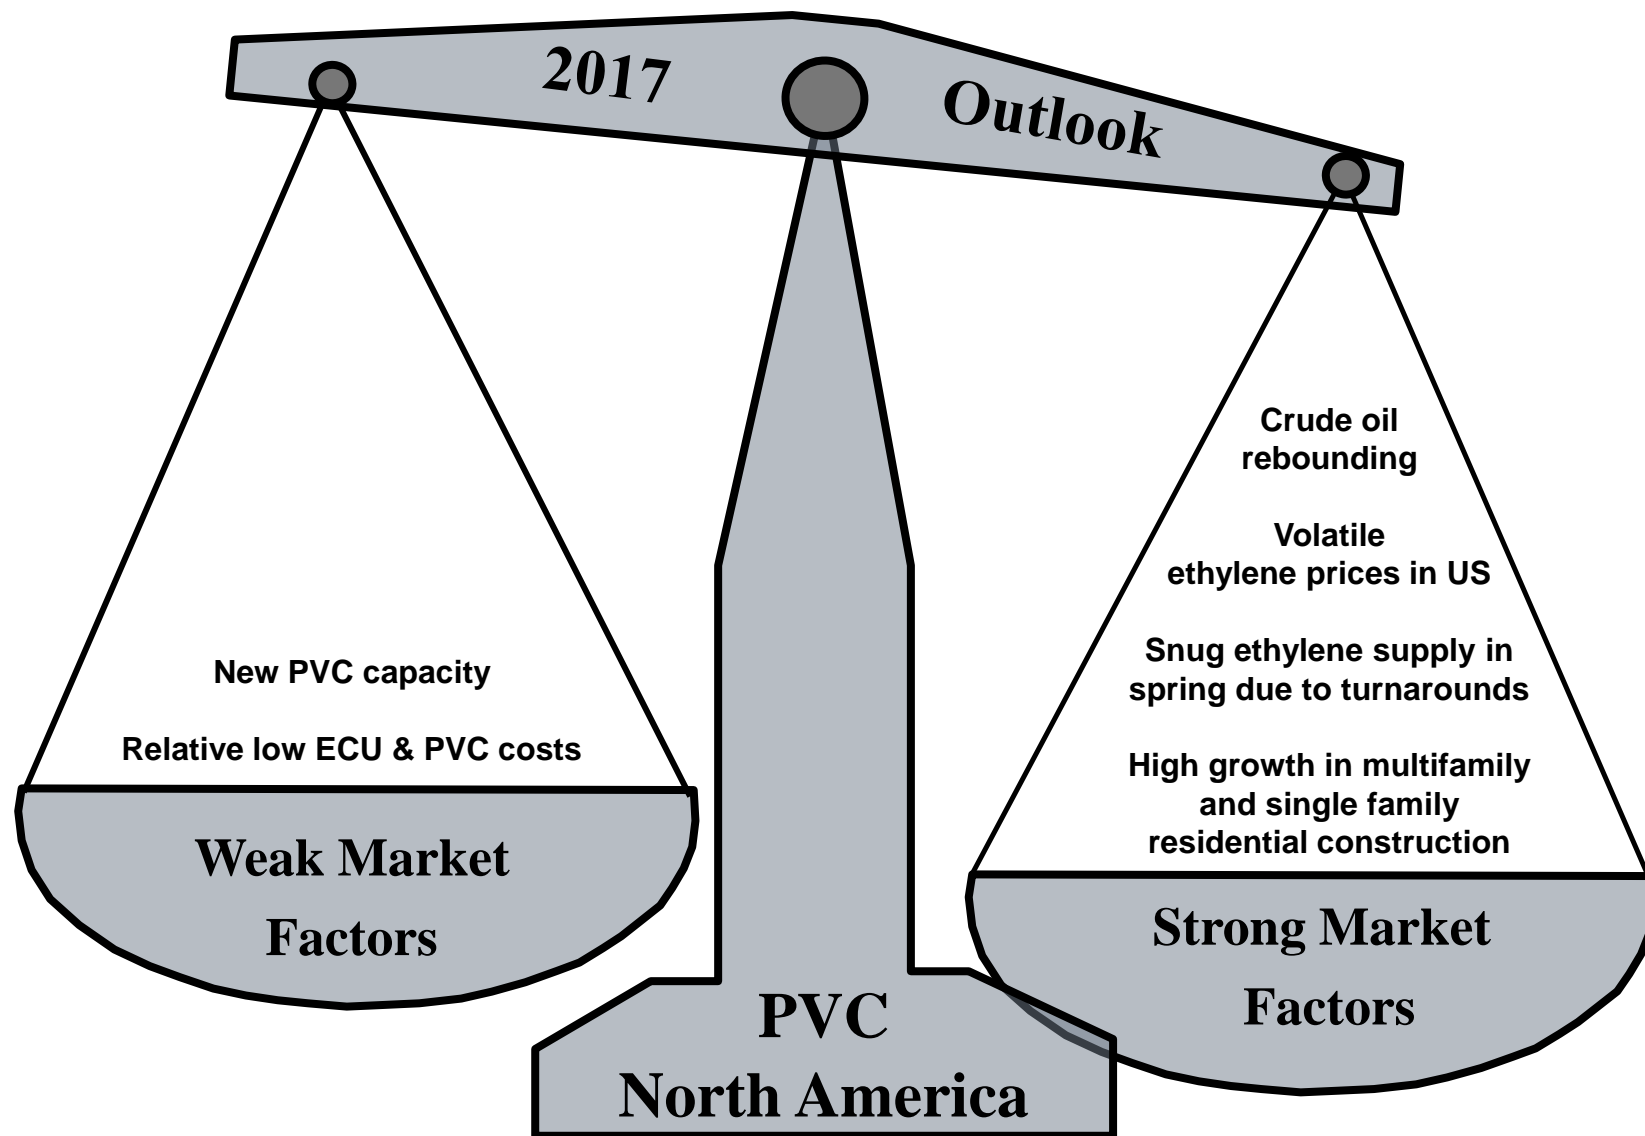 2017 Outlook
New PVC capacity
Relative low ECU & PVC costs
Weak Market
Factors
Crude oil
rebounding
Volatile
ethylene prices in US
Snug ethylene supply in
spring due to turnarounds
High growth in multifamily
and single family
residential construction
Strong Market
Factors
PVC
North America